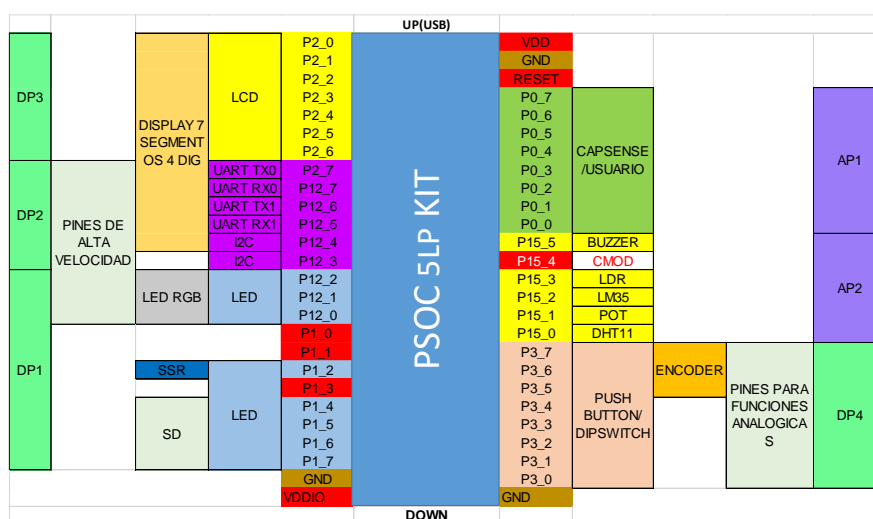 UP(USB)
P2_0
VDD
P2_1
GND
P2_2
RESET
DP3
LCD
P2_3
P0_7
P2_4
P0_6
DISPLAY 7
SEGMENT
OS 4 DIG
P2_5
P0_5
P2_6
P0_4
CAPSENSE
/USUARIO
AP1
UART TX0
P2_7
P0_3
UART RX0
P12_7
P0_2
DP2
PINES DE
ALTA
VELOCIDAD
UART TX1
P12_6
P0_1
UART RX1
P12_5
P0_0
I2C
P12_4
P15_5
BUZZER
I2C
P12_3
P15_4
CMOD
LED RGB
LED
P12_2
P15_3
LDR
AP2
P12_1
P15_2
LM35
P12_0
P15_1
POT
P1_0
P15_0
DHT11
P1_1
P3_7
DP1
SSR
P1_2
P3_6
ENCODER
P1_3
P3_5
SD
LED
P1_4
P3_4
PUSH
BUTTON/
DIPSWITCH
PINES PARA
FUNCIONES
ANALOGICA
S
DP4
P1_5
P3_3
P1_6
P3_2
P1_7
P3_1
GND
P3_0
VDDIO
GND
PSOC 5LP KIT
DOWN